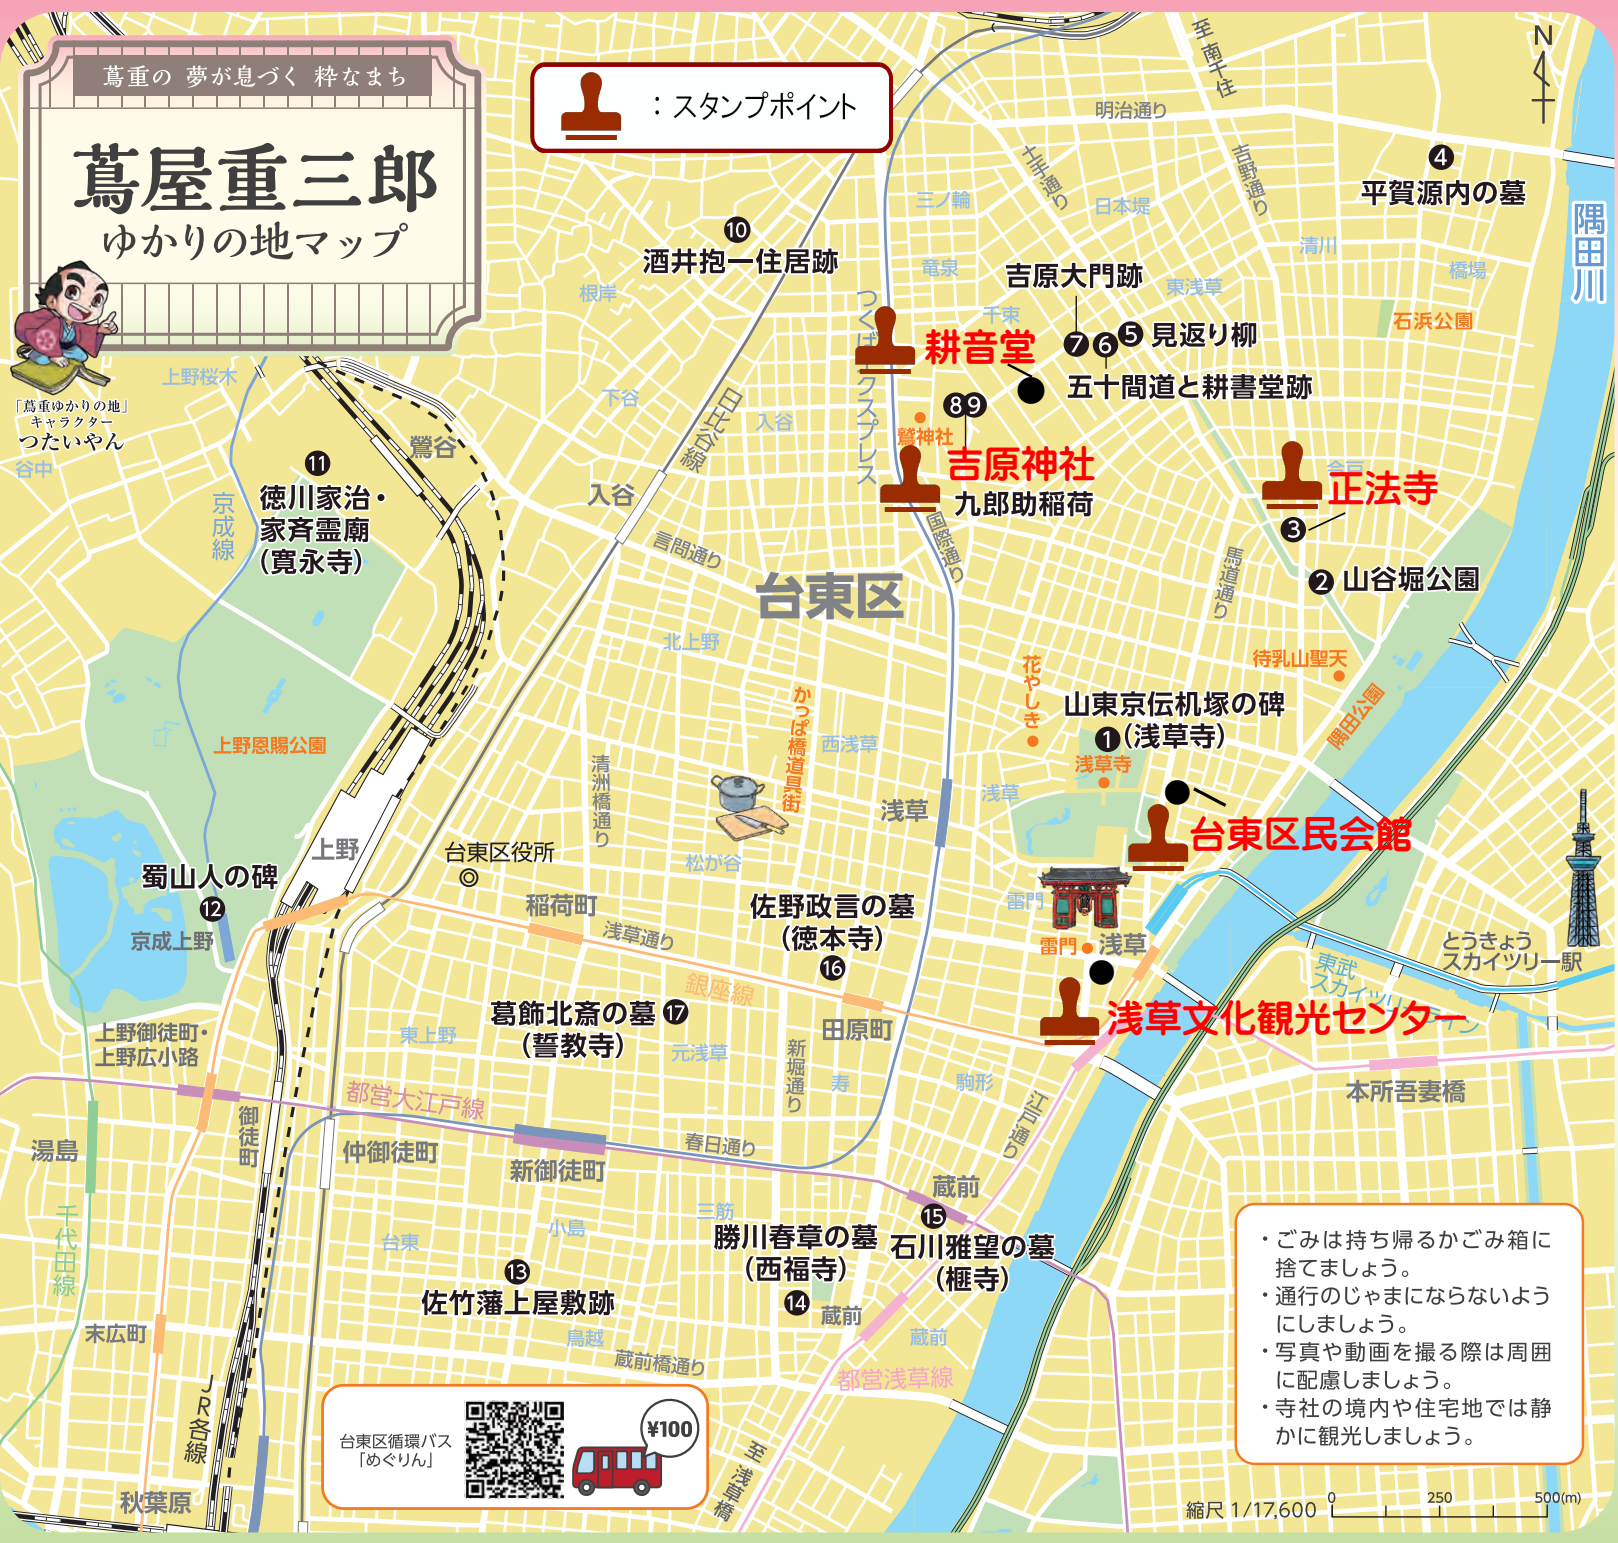 蔦重の 夢が息づく 粋なまち
蔦屋重三郎
ゆかりの地マップ
「蔦重ゆかりの地」
キャラクター
つたいやん
：スタンプポイント
N
至 南千住
明治通り
土手通り
吉野通り
❹
平賀源内の墓
隅田川
三ノ輪
日本堤
清川
橋場
石浜公園
❿
酒井抱一住居跡
根岸
竜泉
千束
東浅草
吉原大門跡
❼❻❺見返り柳
五十間道と耕書堂跡
耕音堂
つくば
クスプレス
❽❾
鷲神社
吉原神社
九郎助稲荷
上野桜木
下谷
入谷
日比谷線
鶯谷
谷中
⓫
徳川家治・
家斉霊廟
(寛永寺)
京成線
入谷
言問通り
国際通り
台東区
正法寺
❸
❷山谷堀公園
馬道通り
待乳山聖天
隅田公園
北上野
花やしき
山東京伝机塚の碑
❶(浅草寺)
浅草寺
上野恩賜公園
かっぱ橋道具街
西浅草
清洲橋通り
浅草
浅草
台東区民会館
上野
台東区役所
松が谷
雷門
蜀山人の碑
⓬
京成上野
稲荷町
浅草通り
佐野政言の墓
(徳本寺)
⓰
雷門
浅草
とうきょう
スカイツリー駅
東武
スカイツリーライン
銀座線
葛飾北斎の墓⓱
(誓教寺)
浅草文化観光センター
上野御徒町・
上野広小路
東上野
元浅草
田原町
新堀通り
寿
駒形
江戸通り
本所吾妻橋
都営大江戸線
御徒町
湯島
仲御徒町
新御徒町
春日通り
蔵前
⓯
石川雅望の墓
(榧寺)
千代田線
台東
小島
三筋
勝川春章の墓
(西福寺)
⓮
蔵前
⓭
佐竹藩上屋敷跡
鳥越
蔵前橋通り
蔵前
都営浅草線
末広町
JR各線
秋葉原
台東区循環バス
「めぐりん」
¥100
至 浅草橋
・ごみは持ち帰るかごみ箱に
捨てましょう。
・通行のじゃまにならないよう
にしましょう。
・写真や動画を撮る際は周囲
に配慮しましょう。
・寺社の境内や住宅地では静
かに観光しましょう。
縮尺 1/17,600
0 250 500(m)